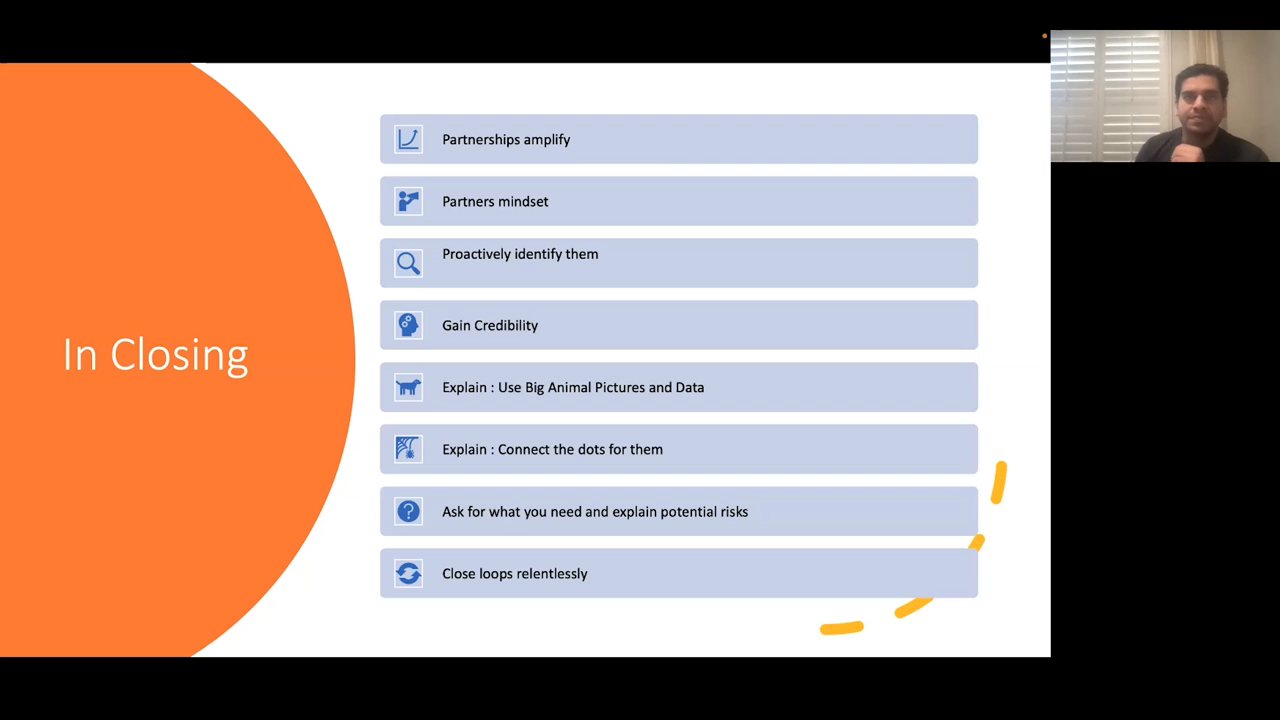 In Closing
Partnerships amplify
Partners mindset
Proactively identify them
Gain Credibility
Explain : Use Big Animal Pictures and Data
Explain : Connect the dots for them
Ask for what you need and explain potential risks
Close loops relentlessly